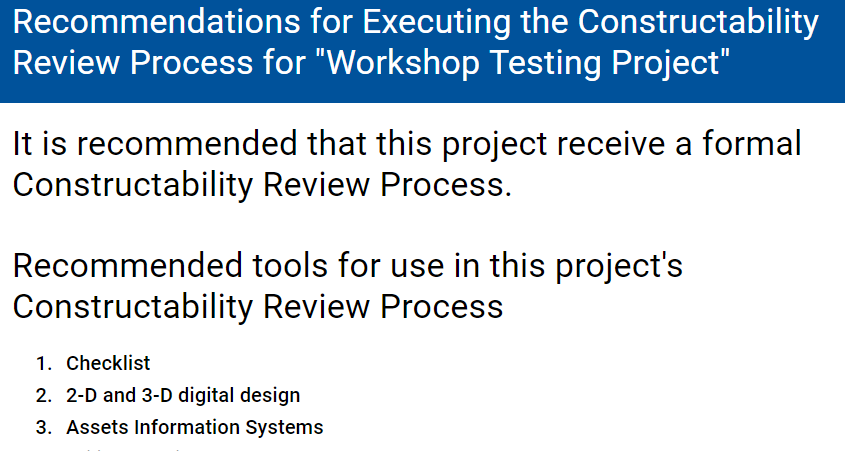 Recommendations for Executing the Constructability
Review Process for "Workshop Testing Project"
It is recommended that this project receive a formal
Constructability Review Process.
Recommended tools for use in this project's
Constructability Review Process
1. Checklist
2. 2-D and 3-D digital design
3. Assets Information Systems